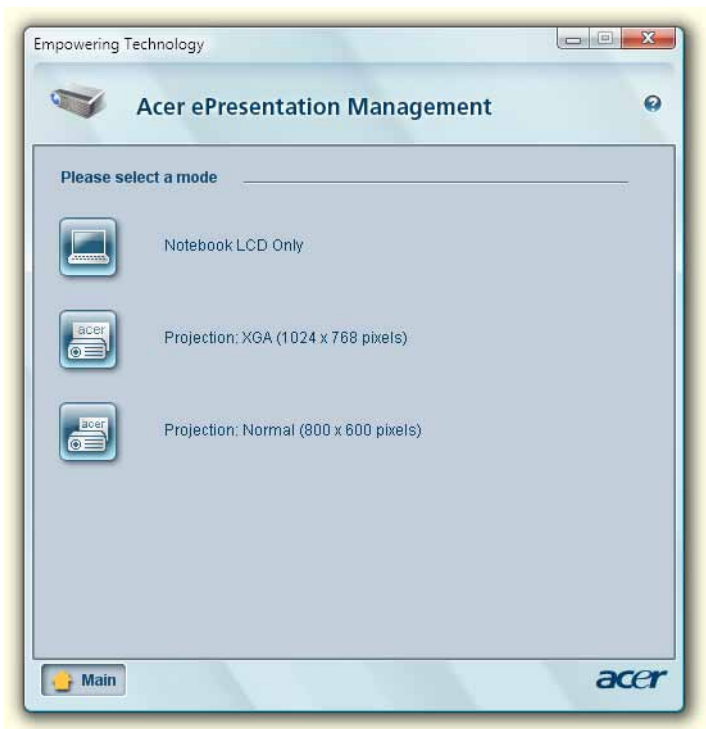 Empowering Technology
Acer ePresentation Management
Please select a mode
Notebook LCD Only
acer
Projection: XGA (1024 x 768 pixels)
acer
Projection: Normal (800 x 600 pixels)
Main
acer